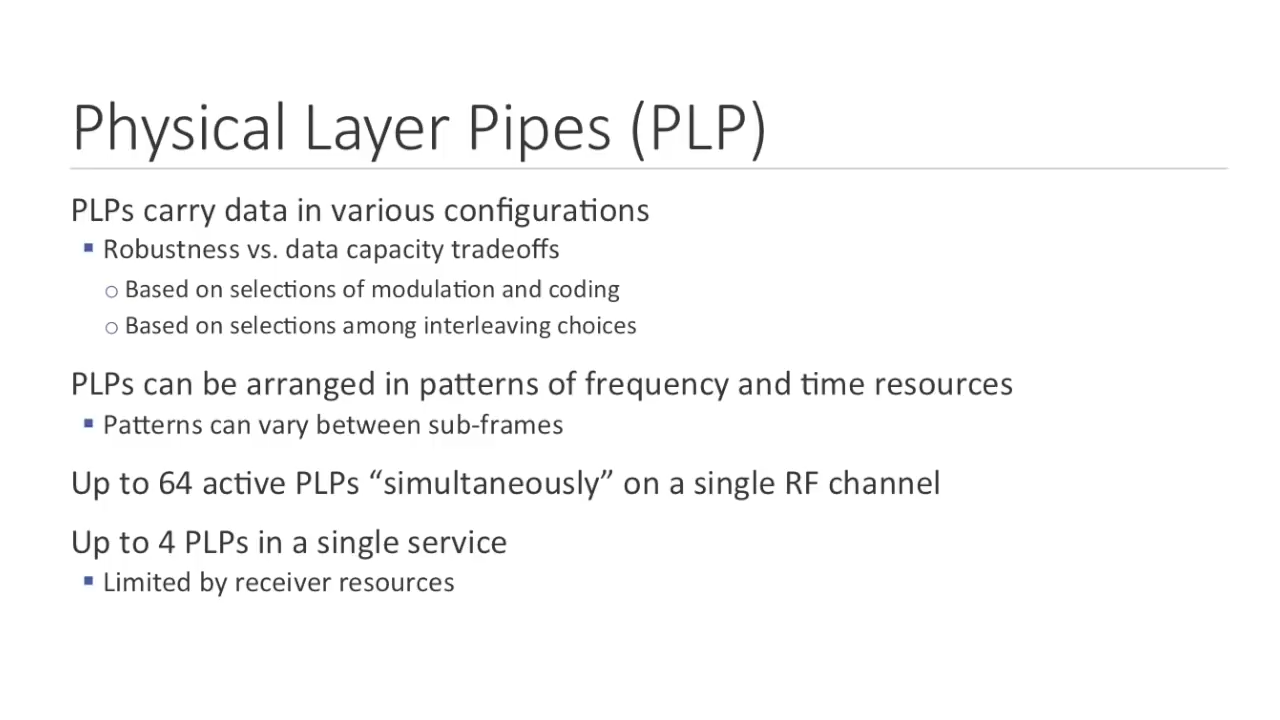 Physical Layer Pipes (PLP)
PLPs carry data in various configurations
▪ Robustness vs. data capacity tradeoffs
○ Based on selections of modulation and coding
○ Based on selections among interleaving choices
PLPs can be arranged in patterns of frequency and time resources
▪ Patterns can vary between sub-frames
Up to 64 active PLPs “simultaneously” on a single RF channel
Up to 4 PLPs in a single service
▪ Limited by receiver resources